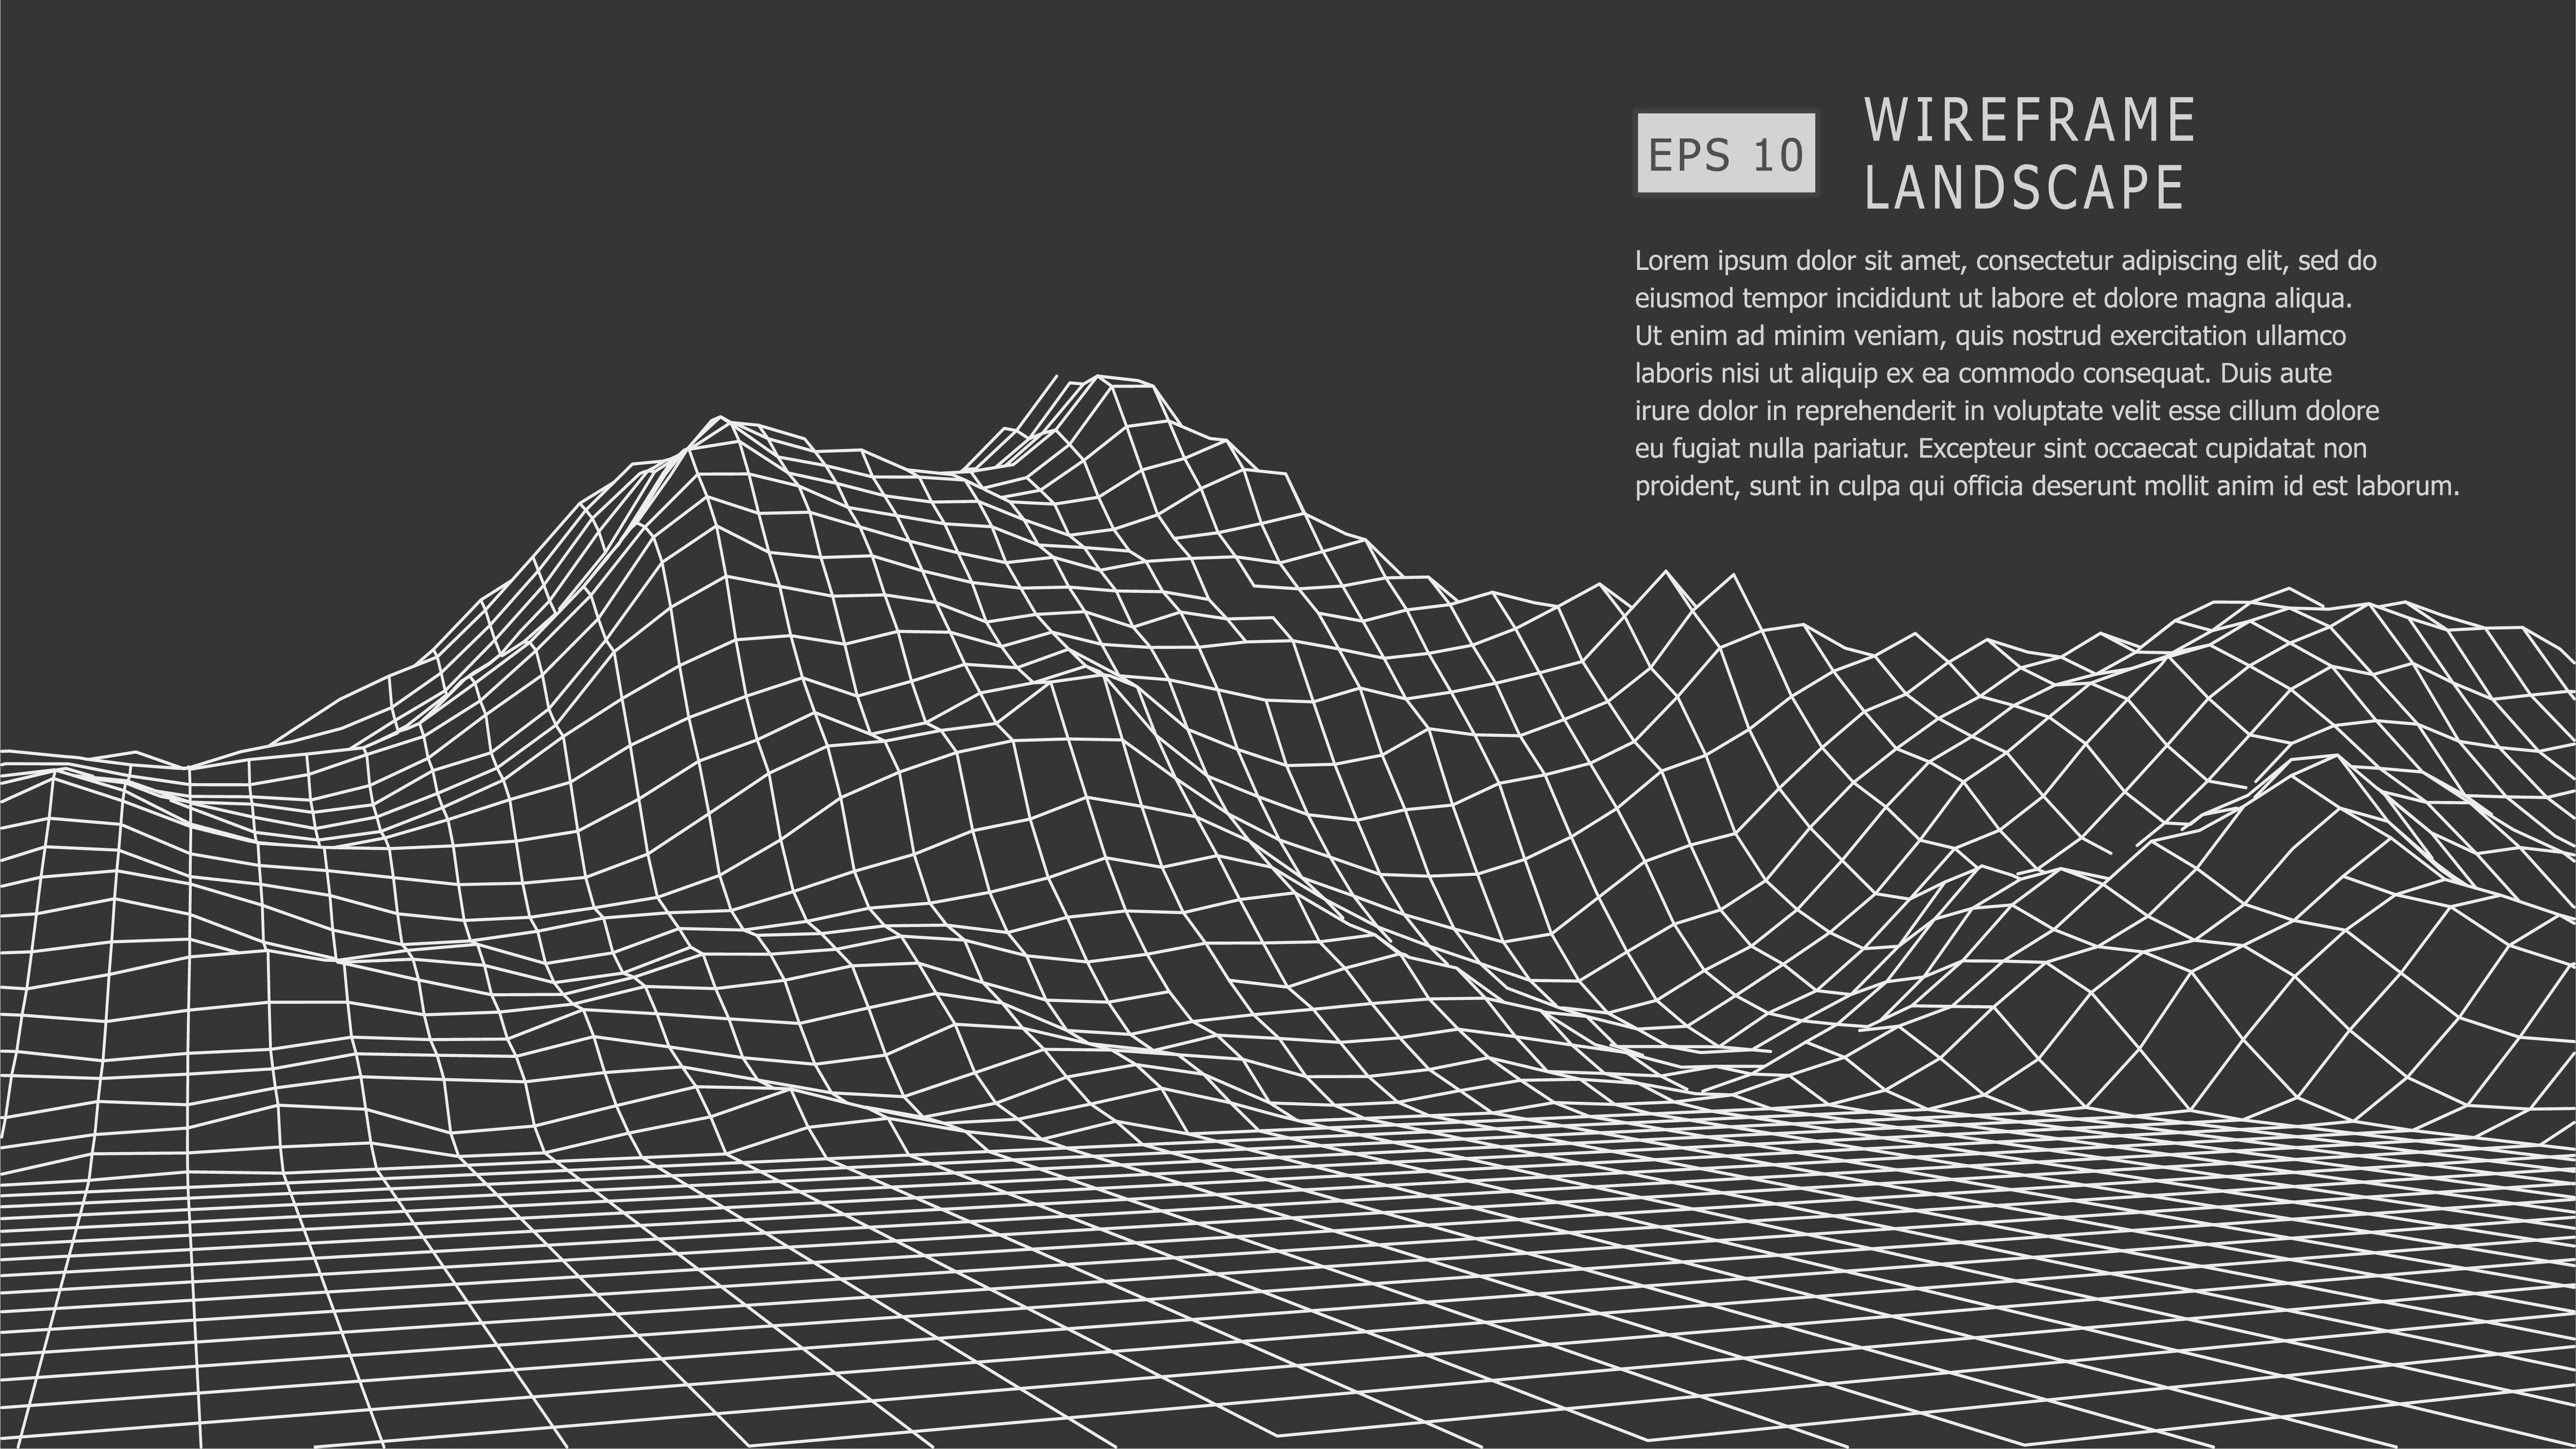 EPS 10
WIREFRAME
LANDSCAPE
Lorem ipsum dolor sit amet, consectetur adipiscing elit, sed do
eiusmod tempor incididunt ut labore et dolore magna aliqua.
Ut enim ad minim veniam, quis nostrud exercitation ullamco
laboris nisi ut aliquip ex ea commodo consequat. Duis aute
irure dolor in reprehenderit in voluptate velit esse cillum dolore
eu fugiat nulla pariatur. Excepteur sint occaecat cupidatat non
proident, sunt in culpa qui officia deserunt mollit anim id est laborum.